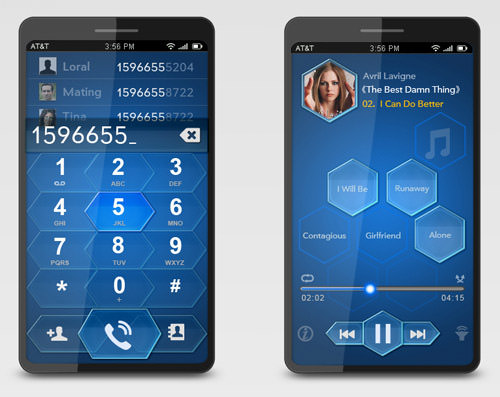 AT&T 3:56 PM
Loral 15966555204
Mating 15966558722
Tina 15966558722
1596655_
1 2 3
G.D ABC DEF
4 5 6
GHI JKL MNO
7 8 9
PQRS TUV WXYZ
* 0 #
+
AT&T 3:56 PM
Avril Lavigne
《The Best Damn Thing》
02. I Can Do Better
I Will Be Runaway
Contagious Girlfriend Alone
02:02 04:15